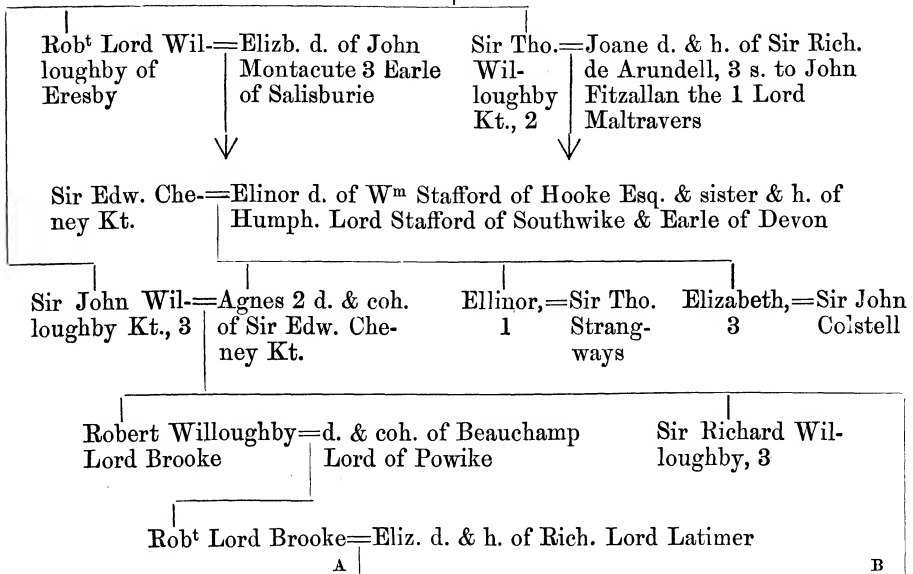 Robᵗ Lord Wil-=Elizb. d. of John
loughby of Montacute 3 Earle
Eresby of Salisburie
Sir Tho.=Joane d. & h. of Sir Rich.
Wil- de Arundell, 3 s. to John
loughby Fitzallan the 1 Lord
Kt., 2 Maltravers
Sir Edw. Che-=Elinor d. of Wᵐ Stafford of Hooke Esq. & sister & h. of
ney Kt. Humph. Lord Stafford of Southwike & Earle of Devon
Sir John Wil-=Agnes 2 d. & coh.
loughby Kt., 3 of Sir Edw. Che-
ney Kt.
Ellinor,=Sir Tho.
1 Strang-
ways
Elizabeth,=Sir John
3 Colstell
Robert Willoughby=d. & coh. of Beauchamp
Lord Brooke Lord of Powike
Sir Richard Wil-
loughby, 3
Robᵗ Lord Brooke=Eliz. d. & h. of Rich. Lord Latimer
A B